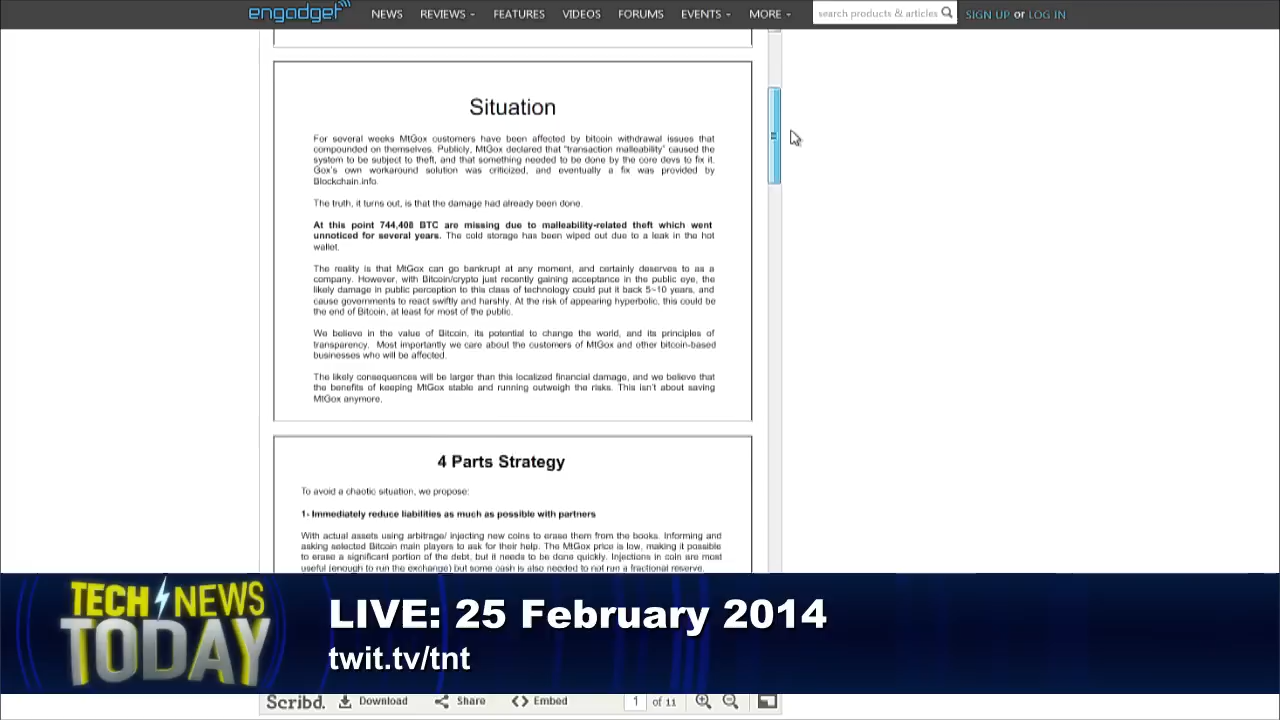 engadget NEWS REVIEWS FEATURES VIDEOS FORUMS EVENTS MORE search products & articles SIGN UP or LOG IN
Situation
For several weeks MtGox customers have been affected by bitcoin withdrawal issues that
compounded on themselves. Publicly, MtGox declared that "transaction malleability" caused the
system to be subject to theft, and that something needed to be done by the core devs to fix it.
Gox's own workaround solution was criticized, and eventually a fix was provided by
Blockchain.info.
The truth, it turns out, is that the damage had already been done.
At this point 744,408 BTC are missing due to malleability-related theft which went
unnoticed for several years. The cold storage has been wiped out due to a leak in the hot
wallet.
The reality is that MtGox can go bankrupt at any moment, and certainly deserves to as a
company. However, with Bitcoin/crypto just recently gaining acceptance in the public eye, the
likely damage in public perception to this class of technology could put it back 5~10 years, and
cause governments to react swiftly and harshly. At the risk of appearing hyperbolic, this could be
the end of Bitcoin, at least for most of the public.
We believe in the value of Bitcoin, its potential to change the world, and its principles of
transparency. Most importantly we care about the customers of MtGox and other bitcoin-based
businesses who will be affected.
The likely consequences will be larger than this localized financial damage, and we believe that
the benefits of keeping MtGox stable and running outweigh the risks. This isn't about saving
MtGox anymore.
4 Parts Strategy
To avoid a chaotic situation, we propose:
1- Immediately reduce liabilities as much as possible with partners
With actual assets using arbitrage/ injecting new coins to erase them from the books. Informing and
asking selected Bitcoin main players to ask for their help. The MtGox price is low, making it possible
to erase a significant portion of the debt, but it needs to be done quickly. Injections in coin are most
useful (enough to run the exchange) but some cash is also needed to not run a fractional reserve.
TECH NEWS
TODAY
LIVE: 25 February 2014
twit.tv/tnt
Scribd. Download Share Embed 1 of 11